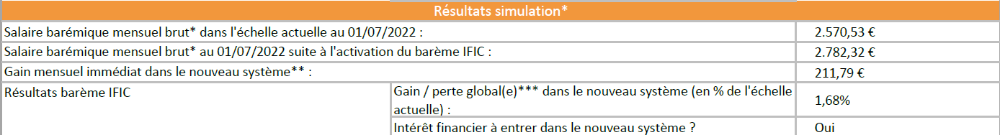 Résultats simulation*
Salaire barémique mensuel brut* dans l'échelle actuelle au 01/07/2022 : 2.570,53 €
Salaire barémique mensuel brut* au 01/07/2022 suite à l'activation du barème IFIC : 2.782,32 €
Gain mensuel immédiat dans le nouveau système** : 211,79 €
Résultats barème IFIC
Gain / perte global(e)*** dans le nouveau système (en % de l'échelle
actuelle) : 1,68%
Intérêt financier à entrer dans le nouveau système ? Oui